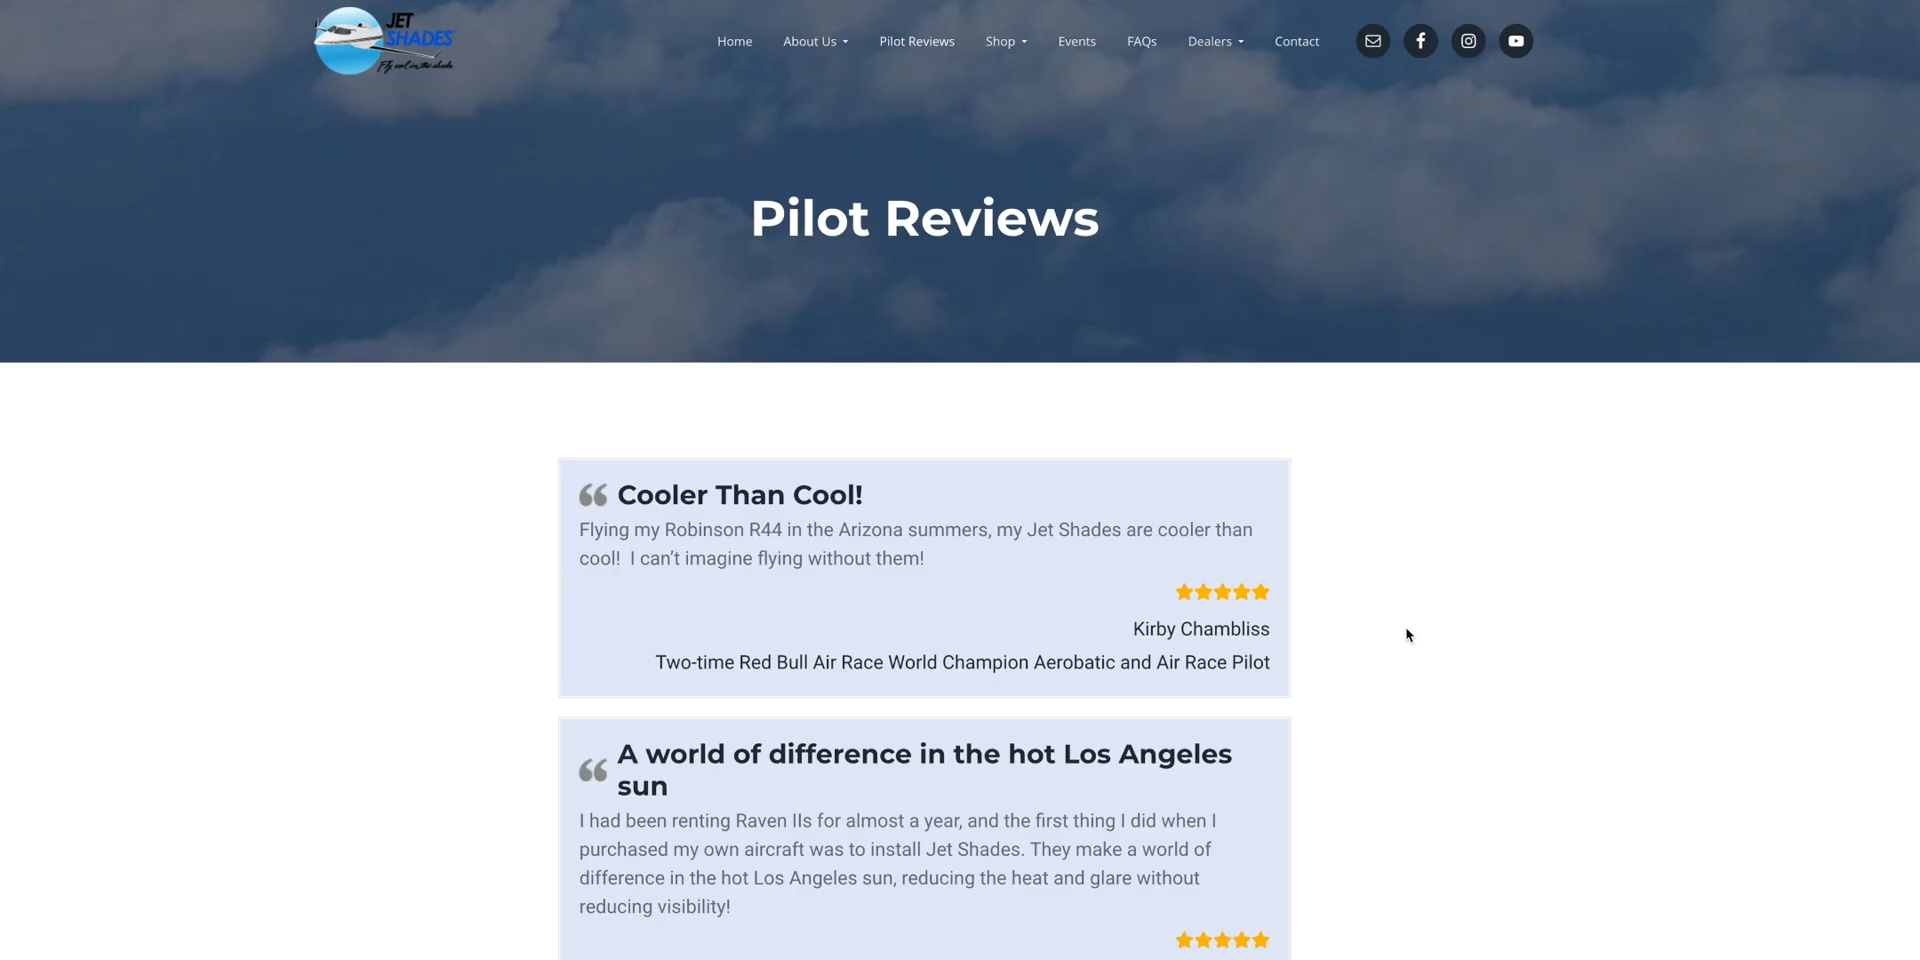 JET
SHADES
Fly cool in the shade
Home About Us Pilot Reviews Shop Events FAQs Dealers Contact
Pilot Reviews
Cooler Than Cool!
Flying my Robinson R44 in the Arizona summers, my Jet Shades are cooler than
cool!  I can’t imagine flying without them!
Kirby Chambliss
Two-time Red Bull Air Race World Champion Aerobatic and Air Race Pilot
A world of difference in the hot Los Angeles
sun
I had been renting Raven IIs for almost a year, and the first thing I did when I
purchased my own aircraft was to install Jet Shades. They make a world of
difference in the hot Los Angeles sun, reducing the heat and glare without
reducing visibility!